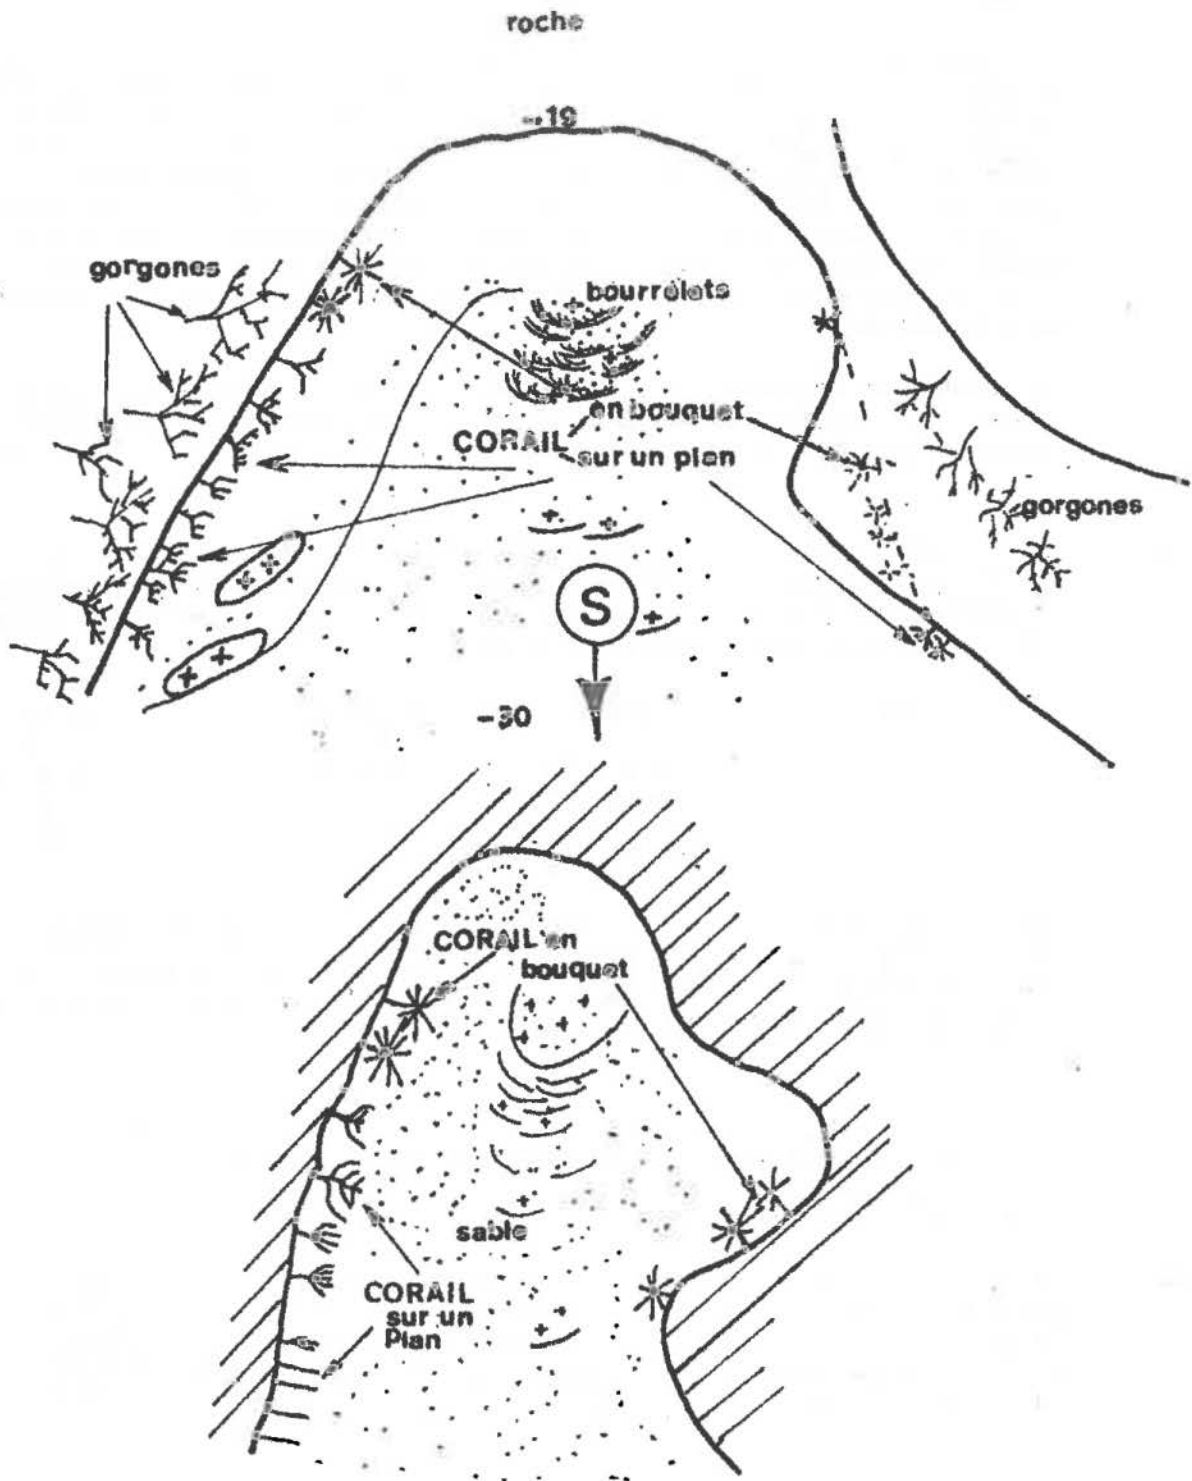 roche
-19
gorgones
bourrelets
en bouquet
CORAIL
sur un plan
gorgones
S
-30
CORAIL en
bouquet
sable
CORAIL
sur un
Plan